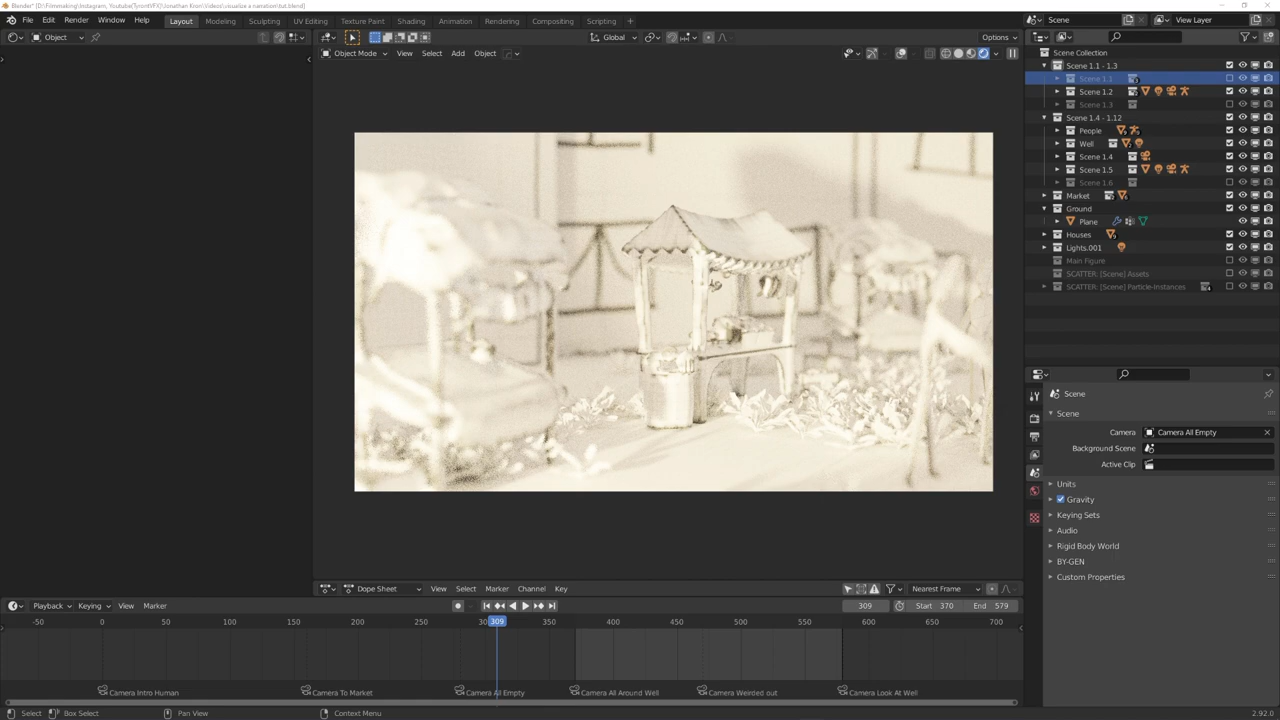 Blender* [D:\Filmmaking\Instagram, Youtube\TyrantVFX\Jonathan Kron\Videos\visualize a narration\tut.blend]
File Edit Render Window Help Layout Modeling Sculpting UV Editing Texture Paint Shading Animation Rendering Compositing Scripting Scene View Layer
Object Global Options
Object Mode View Select Add Object
Scene Collection
Scene 1.1 - 1.3
Scene 1.1
Scene 1.2
Scene 1.3
Scene 1.4 - 1.12
People
Well
Scene 1.4
Scene 1.5
Scene 1.6
Market
Ground
Plane
Houses
Lights.001
Main Figure
SCATTER: [Scene] Assets
SCATTER: [Scene] Particle-Instances
Scene
Scene
Camera Camera All Empty
Background Scene
Active Clip
Units
Gravity
Keying Sets
Audio
Rigid Body World
BY-GEN
Custom Properties
Dope Sheet View Select Marker Channel Key Nearest Frame
Playback Keying View Marker 309 Start 370 End 579
-50 0 50 100 150 200 250 309 350 400 450 500 550 600 650 700
Camera Intro Human Camera To Market Camera All Empty Camera All Around Well Camera Weirded out Camera Look At Well
Select Box Select Pan View Context Menu 2.92.0